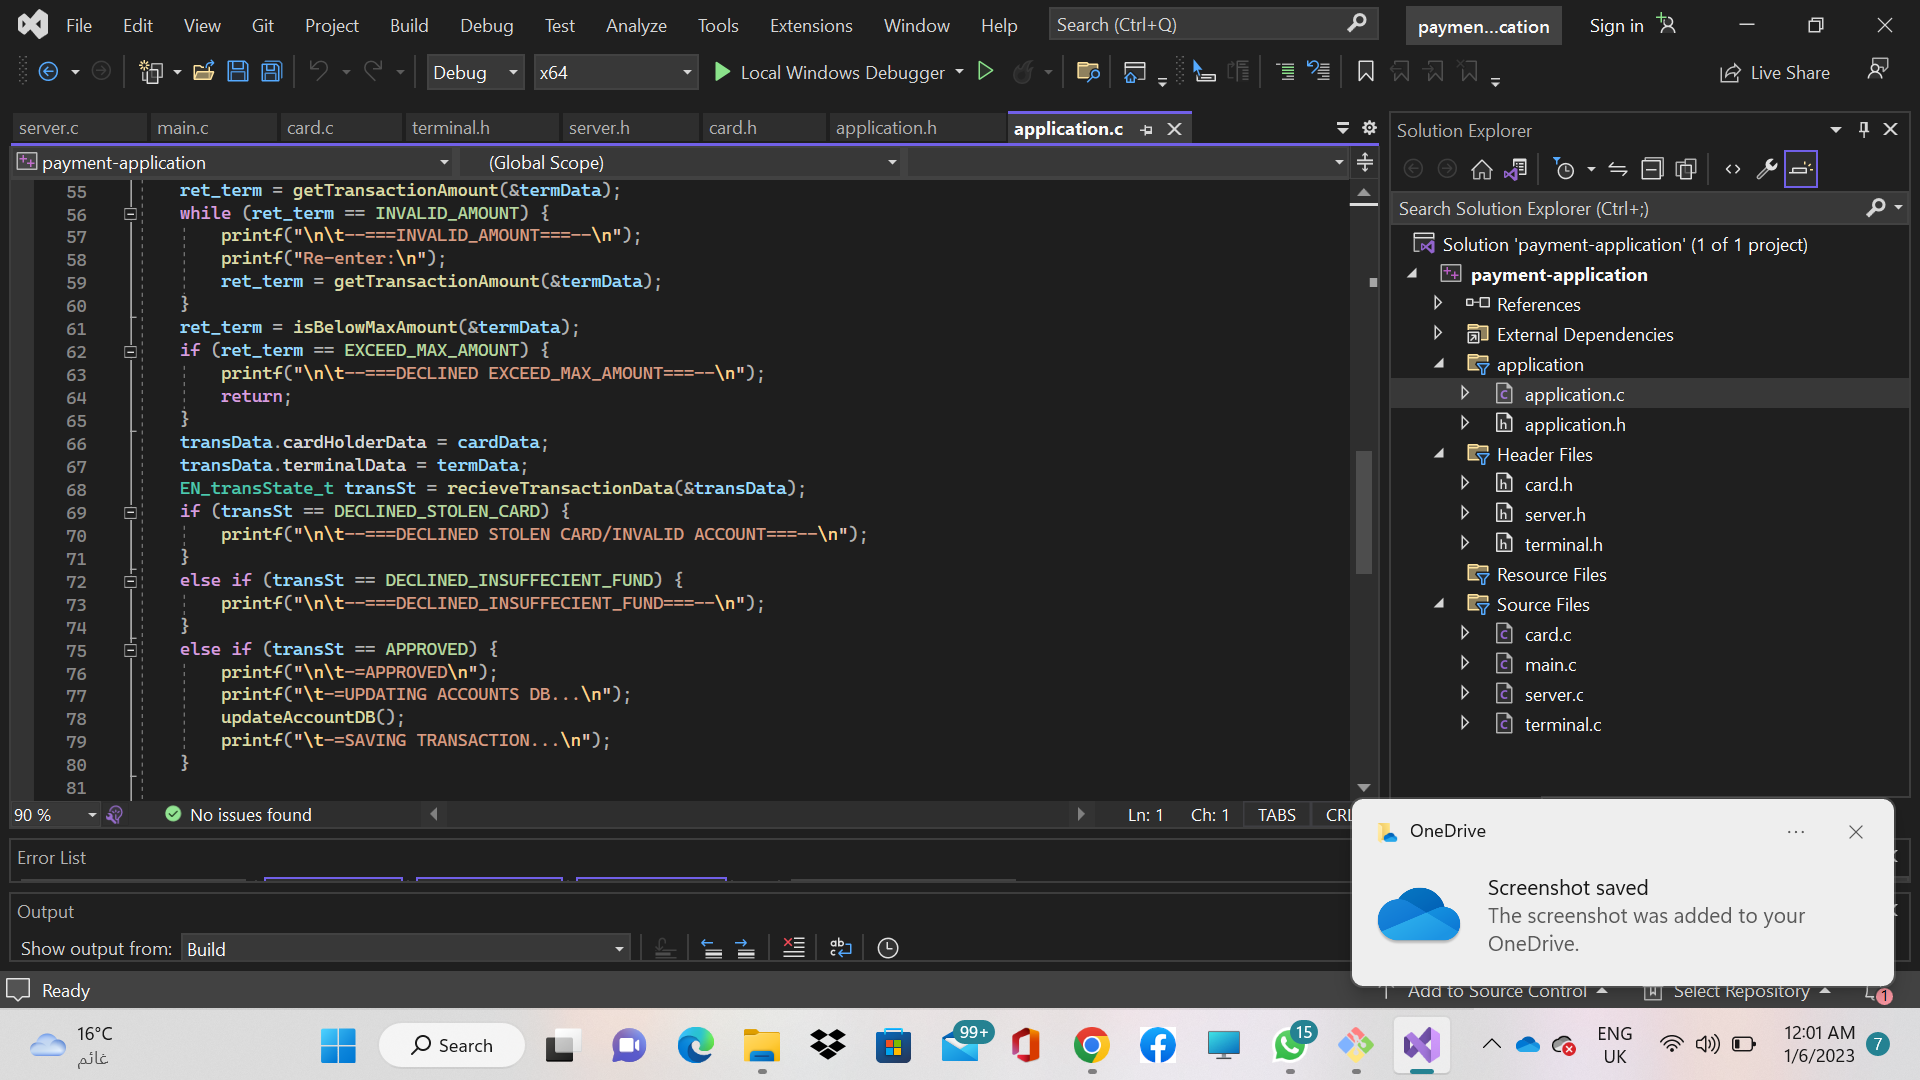 File Edit View Git Project Build Debug Test Analyze Tools Extensions Window Help Search (Ctrl+Q) paymen...cation Sign in
Debug x64 Local Windows Debugger Live Share
server.c main.c card.c terminal.h server.h card.h application.h application.c
payment-application (Global Scope)
55 ret_term = getTransactionAmount(&termData);
56 while (ret_term == INVALID_AMOUNT) {
57 printf("\n\t--===INVALID_AMOUNT===--\n");
58 printf("Re-enter:\n");
59 ret_term = getTransactionAmount(&termData);
60 }
61 ret_term = isBelowMaxAmount(&termData);
62 if (ret_term == EXCEED_MAX_AMOUNT) {
63 printf("\n\t--===DECLINED EXCEED_MAX_AMOUNT===--\n");
64 return;
65 }
66 transData.cardHolderData = cardData;
67 transData.terminalData = termData;
68 EN_transState_t transSt = recieveTransactionData(&transData);
69 if (transSt == DECLINED_STOLEN_CARD) {
70 printf("\n\t--===DECLINED STOLEN CARD/INVALID ACCOUNT===--\n");
71 }
72 else if (transSt == DECLINED_INSUFFECIENT_FUND) {
73 printf("\n\t--===DECLINED_INSUFFECIENT_FUND===--\n");
74 }
75 else if (transSt == APPROVED) {
76 printf("\n\t-=APPROVED\n");
77 printf("\t-=UPDATING ACCOUNTS DB...\n");
78 updateAccountDB();
79 printf("\t-=SAVING TRANSACTION...\n");
80 }
81
90 % No issues found Ln: 1 Ch: 1 TABS CRL
Error List
Output
Show output from: Build
Solution Explorer
Search Solution Explorer (Ctrl+;)
Solution 'payment-application' (1 of 1 project)
payment-application
References
External Dependencies
application
application.c
application.h
Header Files
card.h
server.h
terminal.h
Resource Files
Source Files
card.c
main.c
server.c
terminal.c
OneDrive
Screenshot saved
The screenshot was added to your
OneDrive.
Ready Add to Source Control Select Repository 1
16°C
غائم
Search 99+ 15
ENG
UK
12:01 AM
1/6/2023
7